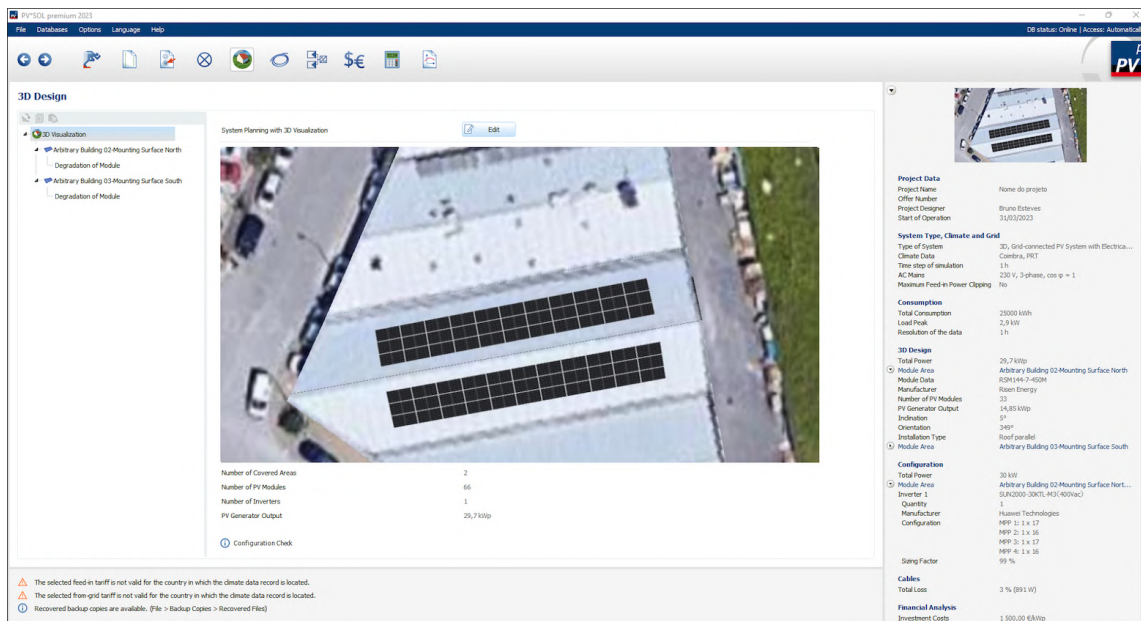 PV*SOL premium 2023
File Databases Options Language Help
DB status: Online | Access: Automatical
PV
3D Design
3D Visualization
Arbitrary Building 02-Mounting Surface North
Degradation of Module
Arbitrary Building 03-Mounting Surface South
Degradation of Module
System Planning with 3D Visualization
Edit
Number of Covered Areas 2
Number of PV Modules 66
Number of Inverters 1
PV Generator Output 29,7 kWp
Configuration Check
The selected feed-in tariff is not valid for the country in which the climate data record is located.
The selected from-grid tariff is not valid for the country in which the climate data record is located.
Recovered backup copies are available. (File > Backup Copies > Recovered Files)
Project Data
Project Name Nome do projeto
Offer Number
Project Designer Bruno Esteves
Start of Operation 31/03/2023
System Type, Climate and Grid
Type of System 3D, Grid-connected PV System with Electrica...
Climate Data Coimbra, PRT
Time step of simulation 1 h
AC Mains 230 V, 3-phase, cos φ = 1
Maximum Feed-in Power Clipping No
Consumption
Total Consumption 25000 kWh
Load Peak 2,9 kW
Resolution of the data 1 h
3D Design
Total Power 29,7 kWp
Module Area Arbitrary Building 02-Mounting Surface North
Module Data RSM144-7-450M
Manufacturer Risen Energy
Number of PV Modules 33
PV Generator Output 14,85 kWp
Inclination 5°
Orientation 349°
Installation Type Roof parallel
Module Area Arbitrary Building 03-Mounting Surface South
Configuration
Total Power 30 kW
Module Area Arbitrary Building 02-Mounting Surface Nort...
Inverter 1 SUN2000-30KTL-M3(400Vac)
Quantity 1
Manufacturer Huawei Technologies
Configuration MPP 1: 1 x 17
MPP 2: 1 x 16
MPP 3: 1 x 17
MPP 4: 1 x 16
Sizing Factor 99 %
Cables
Total Loss 3 % (891 W)
Financial Analysis
Investment Costs 1 500,00 €/kWp